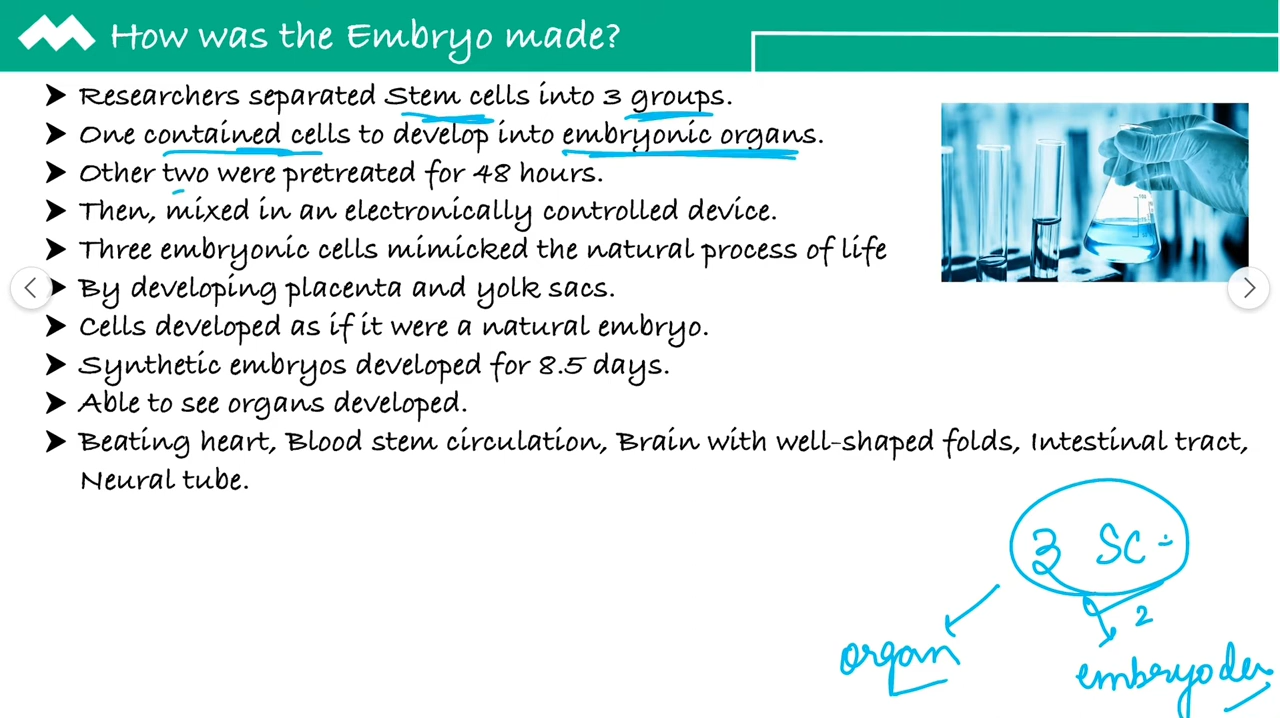 How was the Embryo made?
➤ Researchers separated Stem cells into 3 groups.
➤ One contained cells to develop into embryonic organs.
➤ Other two were pretreated for 48 hours.
➤ Then, mixed in an electronically controlled device.
➤ Three embryonic cells mimicked the natural process of life
➤ By developing placenta and yolk sacs.
➤ Cells developed as if it were a natural embryo.
➤ Synthetic embryos developed for 8.5 days.
➤ Able to see organs developed.
➤ Beating heart, Blood stem circulation, Brain with well-shaped folds, Intestinal tract,
Neural tube.
3 SC
2
organ
embryo dev